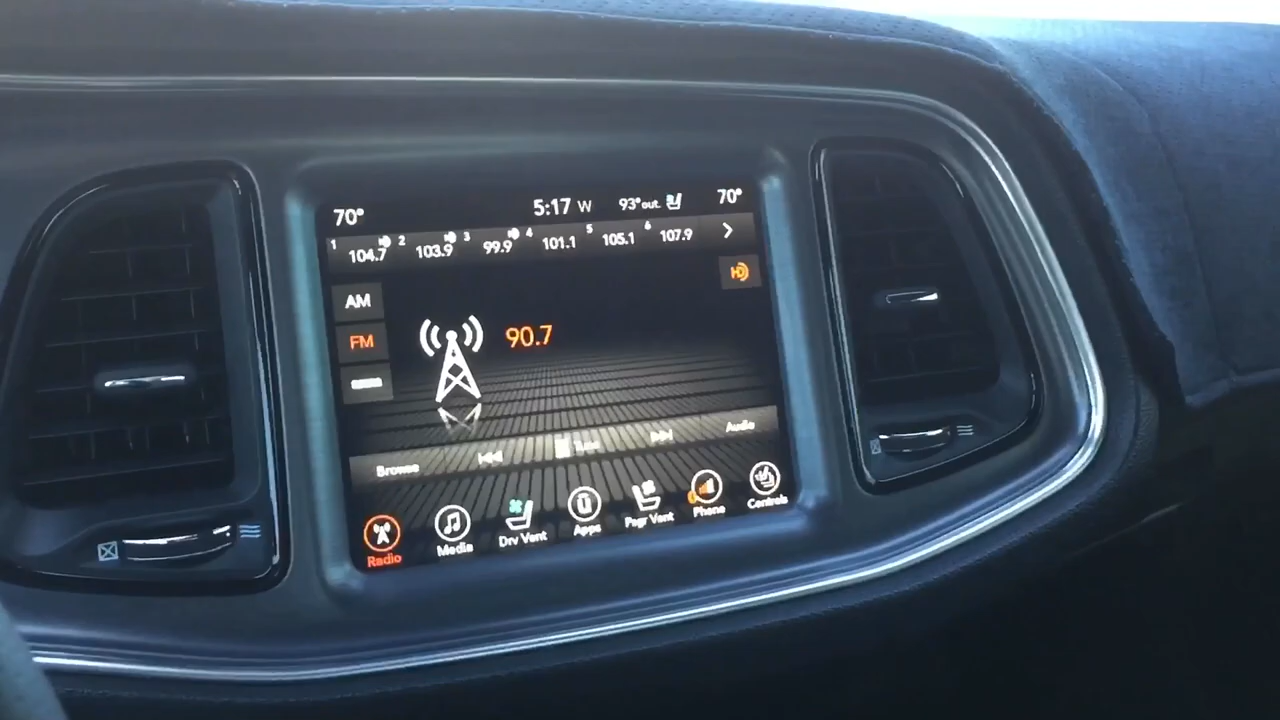 70° 5:17 W 93°out. 70°
1 104.7 2 103.9 3 99.9 4 101.1 5 105.1 6 107.9
HD
AM
FM
90.7
Browse Tune Audio
Radio Media Drv Vent Apps Psgr Vent Phone Controls